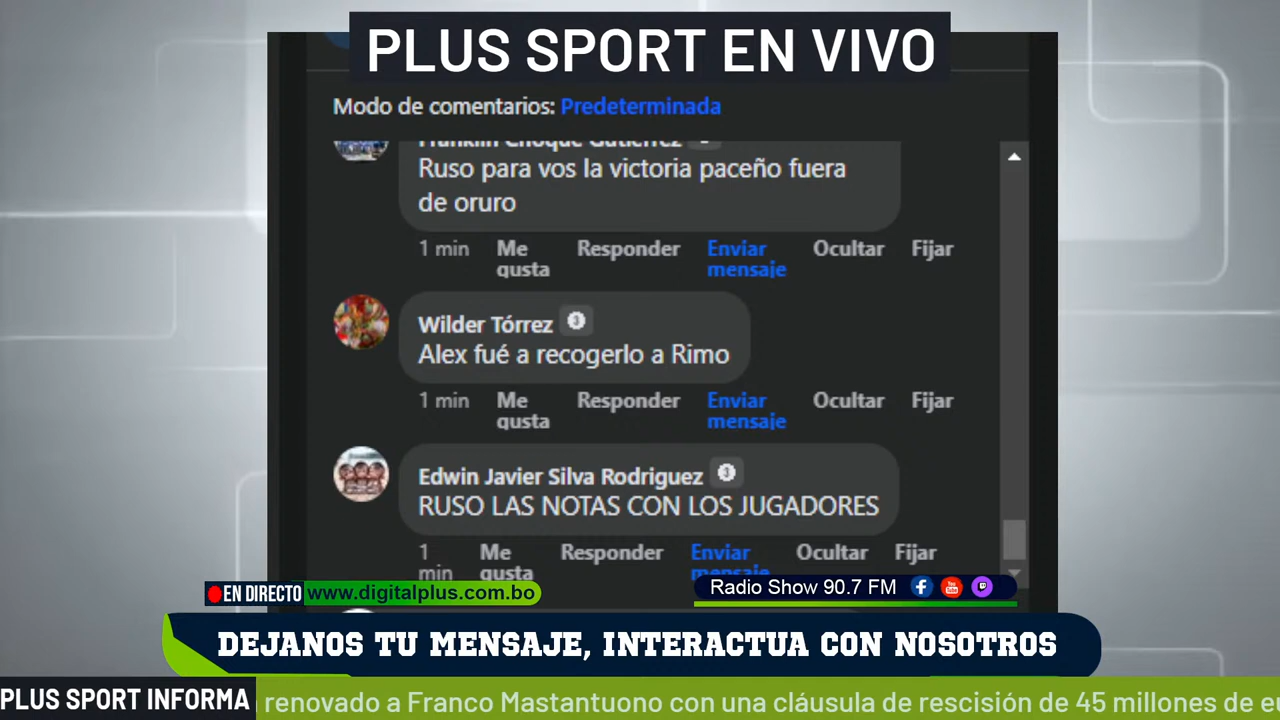 PLUS SPORT EN VIVO
Modo de comentarios: Predeterminada
Franklin Choque Gutierrez
Ruso para vos la victoria paceño fuera
de oruro
1 min Me gusta Responder Enviar mensaje Ocultar Fijar
Wilder Tórrez
Alex fué a recogerlo a Rimo
1 min Me gusta Responder Enviar mensaje Ocultar Fijar
Edwin Javier Silva Rodriguez
RUSO LAS NOTAS CON LOS JUGADORES
1 min Me gusta Responder Enviar mensaje Ocultar Fijar
EN DIRECTO www.digitalplus.com.bo
Radio Show 90.7 FM
DEJANOS TU MENSAJE, INTERACTUA CON NOSOTROS
PLUS SPORT INFORMA renovado a Franco Mastantuono con una cláusula de rescisión de 45 millones de